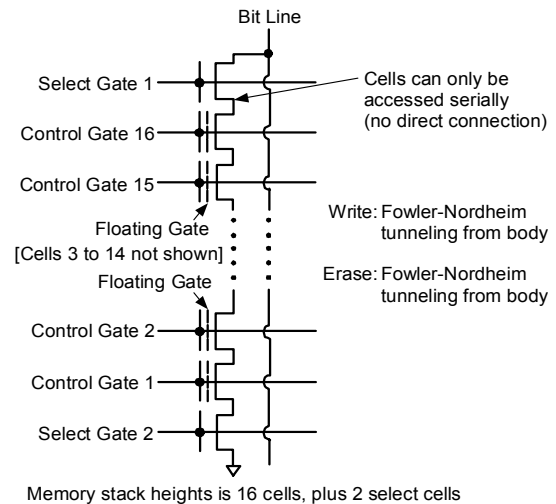 Bit Line
Select Gate 1
Cells can only be
accessed serially
(no direct connection)
Control Gate 16
Control Gate 15
Floating Gate
[Cells 3 to 14 not shown]
Floating Gate
Write: Fowler-Nordheim
tunneling from body
Erase: Fowler-Nordheim
tunneling from body
Control Gate 2
Control Gate 1
Select Gate 2
Memory stack heights is 16 cells, plus 2 select cells